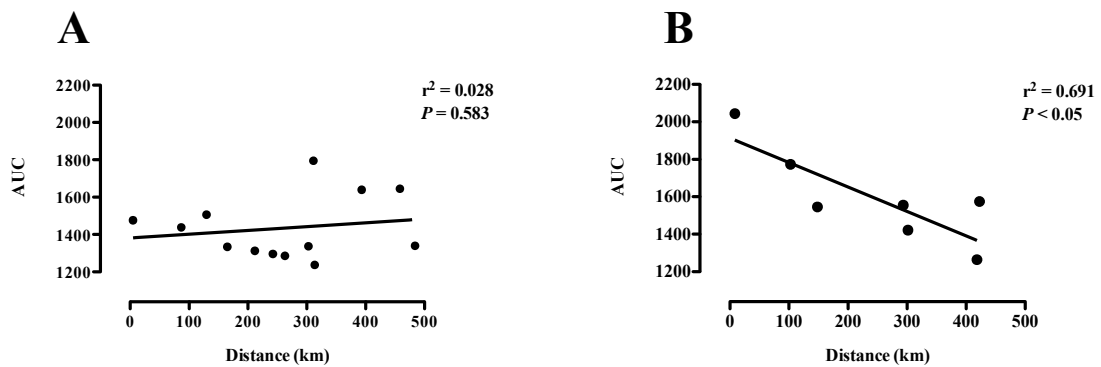 A
r² = 0.028
P = 0.583
2200
2000
1800
1600
1400
1200
AUC
0 100 200 300 400 500
Distance (km)
B
r² = 0.691
P < 0.05
2200
2000
1800
1600
1400
1200
AUC
0 100 200 300 400 500
Distance (km)